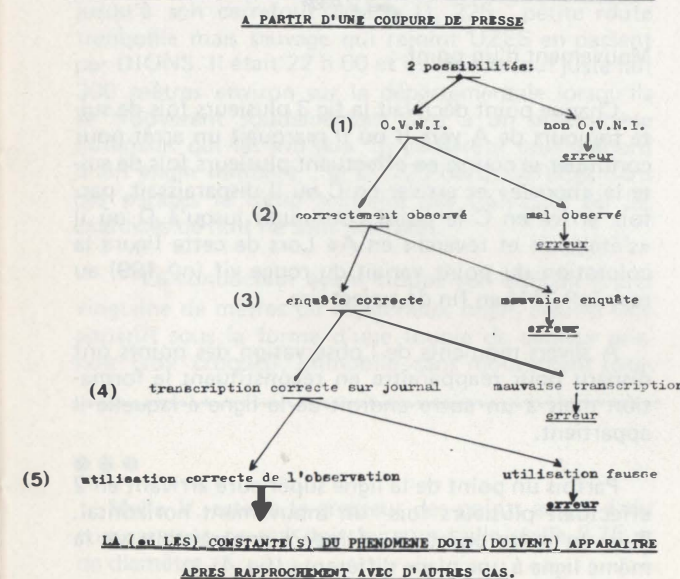 A PARTIR D'UNE COUPURE DE PRESSE
2 possibilités:
(1) O.V.N.I. non O.V.N.I.
erreur
(2) correctement observé mal observé
erreur
(3) enquête correcte mauvaise enquête
erreur
(4) transcription correcte au journal mauvaise transcription
erreur
(5) utilisation correcte de l'observation utilisation fausse
erreur
LA (ou LES) CONSTANTE(S) DU PHENOMENE DOIT (DOIVENT) APPARAITRE
APRES RAPPROCHEMENT AVEC D'AUTRES CAS.